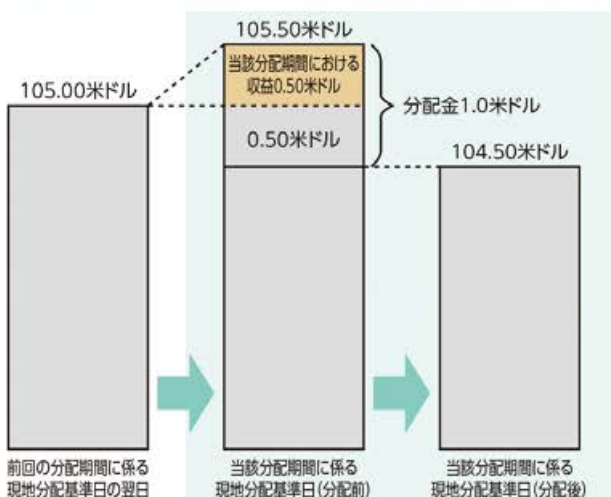 105.50米ドル
当該分配期間における
収益0.50米ドル
105.00米ドル
分配金1.0米ドル
0.50米ドル
104.50米ドル
前回の分配期間に係る
現地分配基準日の翌日
当該分配期間に係る
現地分配基準日(分配前)
当該分配期間に係る
現地分配基準日(分配後)